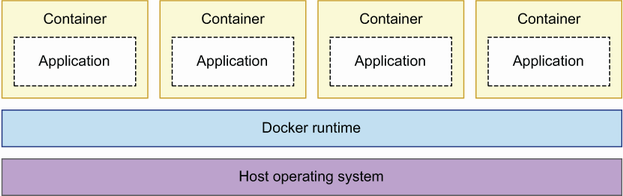 Container Container Container Container
Application Application Application Application
Docker runtime
Host operating system